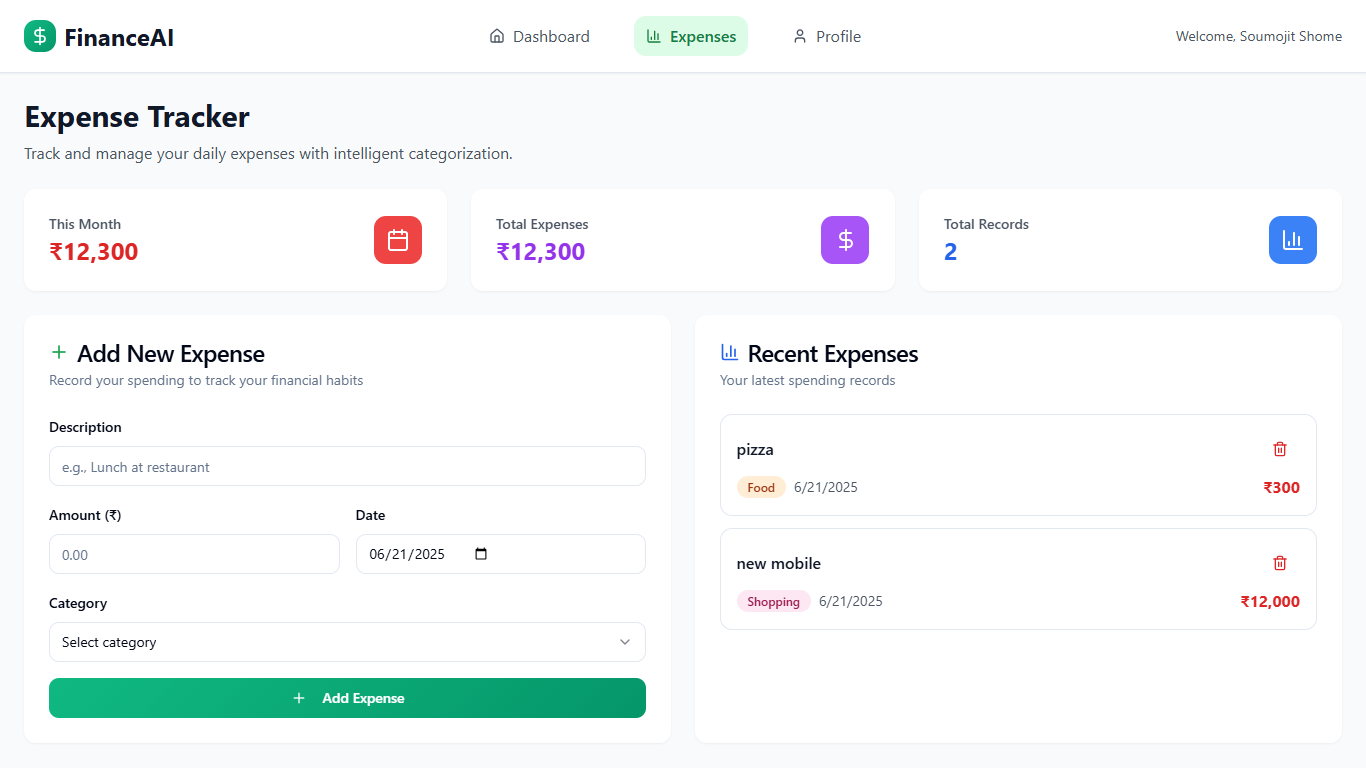 FinanceAI
Dashboard
Expenses
Profile
Welcome, Soumojit Shome
Expense Tracker
Track and manage your daily expenses with intelligent categorization.
This Month
₹12,300
Total Expenses
₹12,300
Total Records
2
Add New Expense
Record your spending to track your financial habits
Description
e.g., Lunch at restaurant
Amount (₹)
Date
0.00
06/21/2025
Category
Select category
Add Expense
Recent Expenses
Your latest spending records
pizza
Food 6/21/2025 ₹300
new mobile
Shopping 6/21/2025 ₹12,000